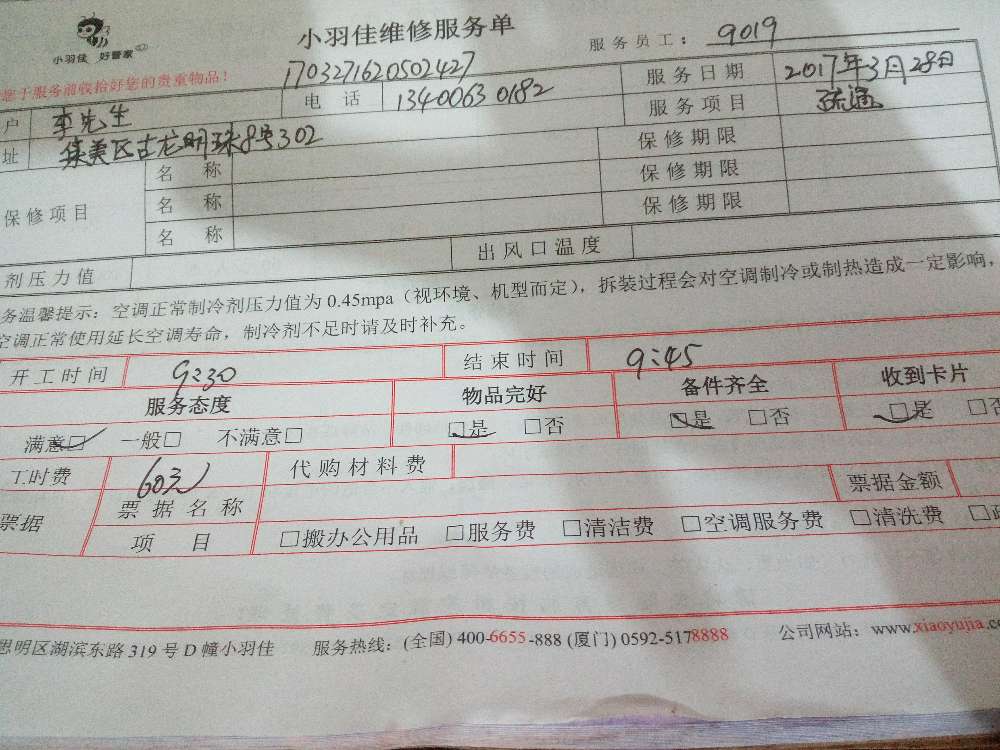 小羽佳 好管家
小羽佳维修服务单
服务员工： 9019
您于服务前收拾好您的贵重物品！
1703271620502427
户 李先生 电 话 13400630182 服务日期 2017年3月28日
址 集美区古龙明珠8号302 服务项目 疏通
保修项目 名 称 保修期限
名 称 保修期限
名 称 保修期限
剂压力值 出风口温度
务温馨提示：空调正常制冷剂压力值为0.45mpa（视环境、机型而定），拆装过程会对空调制冷或制热造成一定影响，
空调正常使用延长空调寿命，制冷剂不足时请及时补充。
开工时间 9:30 结束时间 9:45
服务态度 物品完好 备件齐全 收到卡片
满意□ 一般□ 不满意□ □是 □否 □是 □否 □是 □否
工时费 60元 代购材料费
票据 票据名称 票据金额
项 目 □搬办公用品 □服务费 □清洁费 □空调服务费 □清洗费
思明区湖滨东路319号D幢小羽佳 服务热线：(全国) 400-6655-888 (厦门) 0592-5178888 公司网站：www.xiaoyujia.co